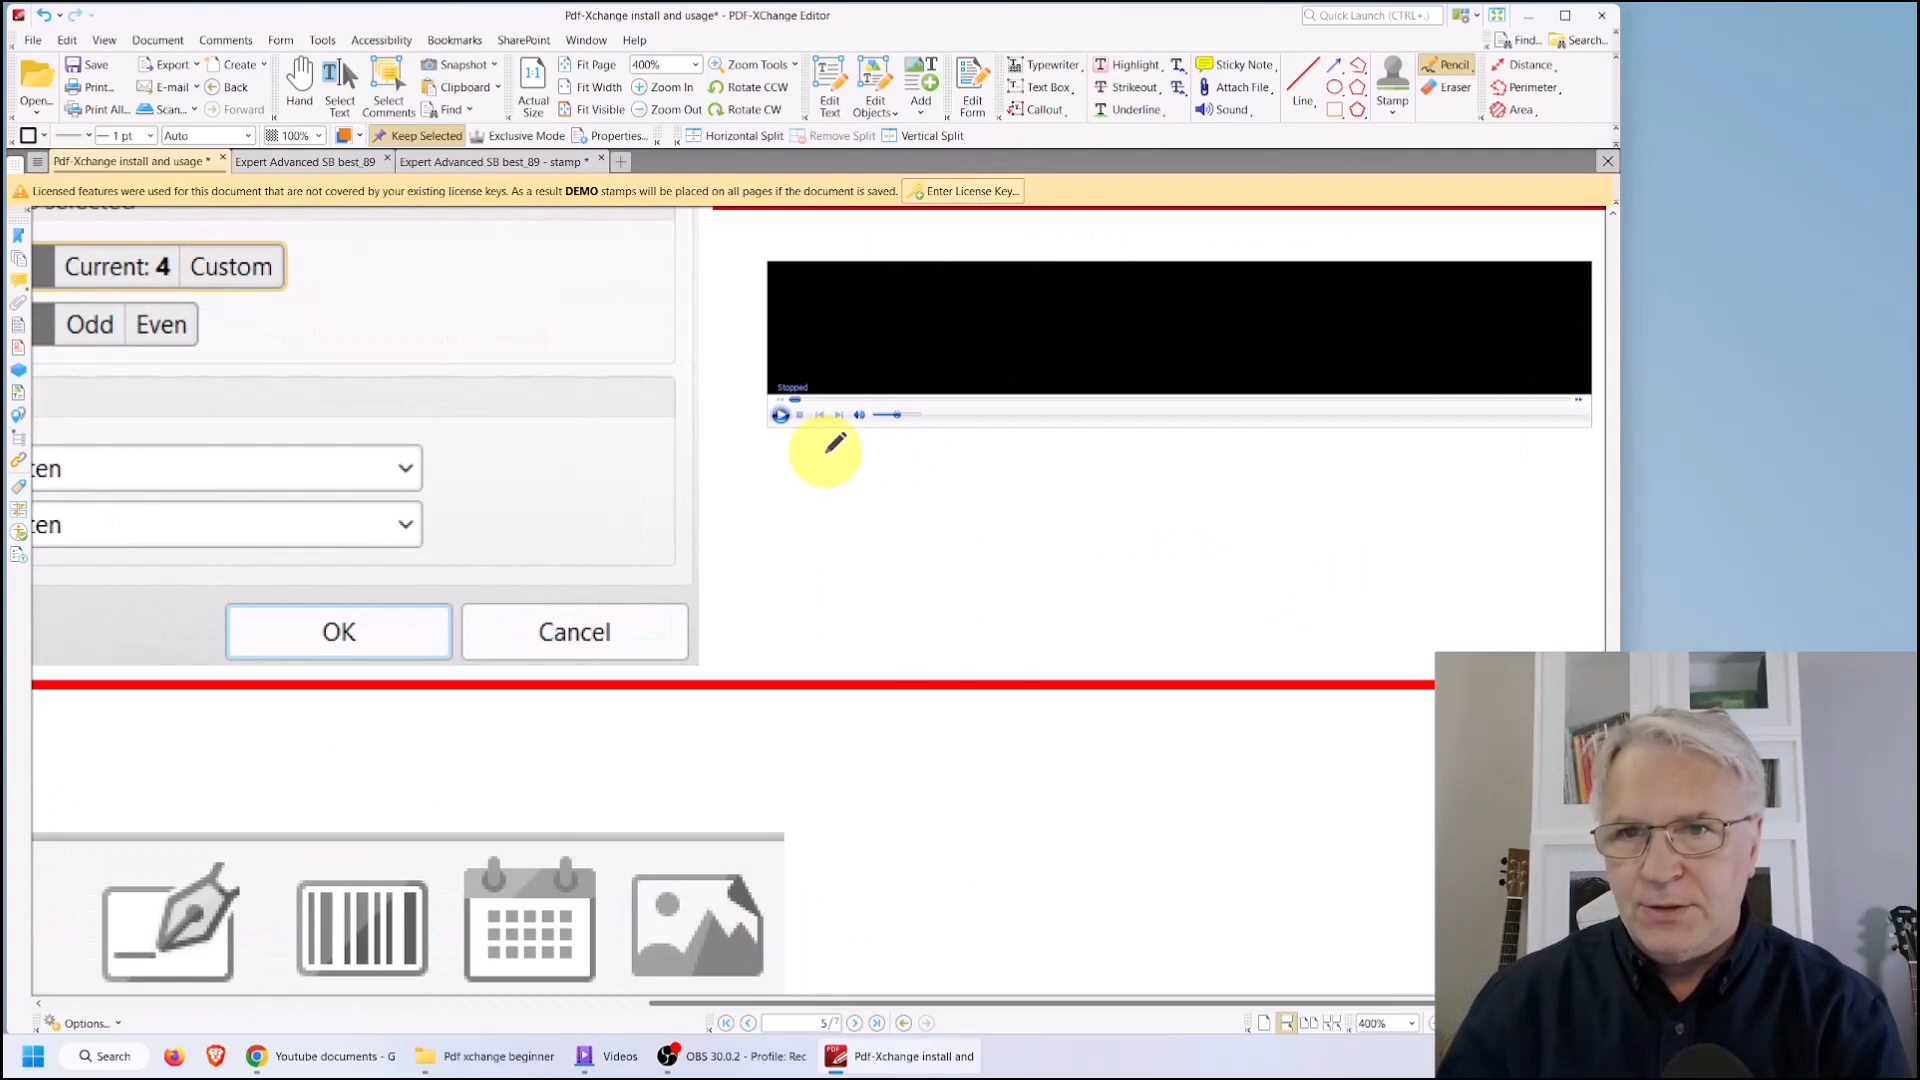 Pdf-Xchange install and usage* - PDF-XChange Editor
Quick Launch (CTRL+.)
File Edit View Document Comments Form Tools Accessibility Bookmarks SharePoint Window Help
Find... Search...
Open...
Save
Print...
Print All...
Export
E-mail
Scan...
Create
Back
Forward
Hand
Select Text
Select Comments
Snapshot
Clipboard
Find
1:1
Actual Size
Fit Page
Fit Width
Fit Visible
400%
Zoom In
Zoom Out
Zoom Tools
Rotate CCW
Rotate CW
Edit Text
Edit Objects
Add
Edit Form
Typewriter
Text Box
Callout
Highlight
Strikeout
Underline
Sticky Note
Attach File
Sound
Line
Stamp
Pencil
Eraser
Distance
Perimeter
Area
1 pt Auto 100% Keep Selected Exclusive Mode Properties... Horizontal Split Remove Split Vertical Split
Pdf-Xchange install and usage * Expert Advanced SB best_89 Expert Advanced SB best_89 - stamp *
Licensed features were used for this document that are not covered by your existing license keys. As a result DEMO stamps will be placed on all pages if the document is saved. Enter License Key...
selected
Current: 4 Custom
Odd Even
Stopped
ten
ten
OK Cancel
Options...
5/7
400%
Search
Youtube documents - G
Pdf xchange beginner
Videos
OBS 30.0.2 - Profile: Rec
Pdf-Xchange install and